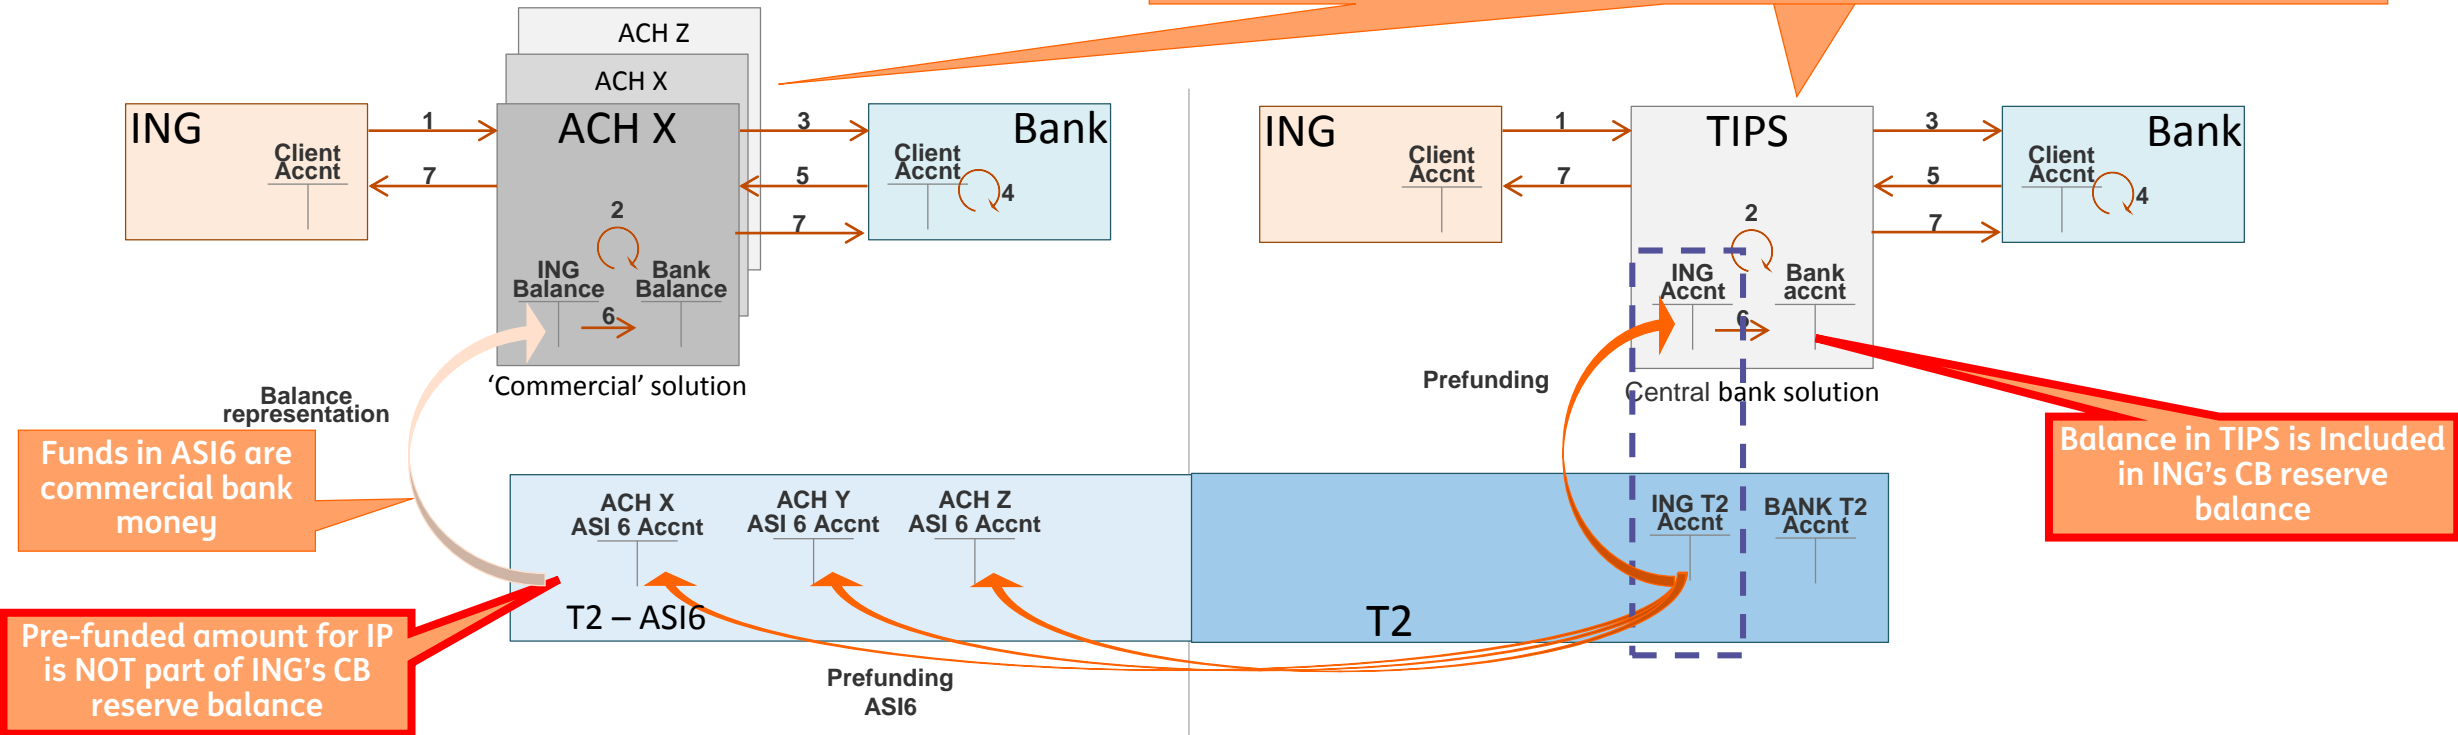 ACH Z
ACH X
ING
Client
Accnt
1
7
ACH X
2
ING
Balance
Bank
Balance
6
3
5
7
Bank
Client
Accnt
4
'Commercial' solution
Balance
representation
Funds in ASI6 are
commercial bank
money
Pre-funded amount for IP
is NOT part of ING's CB
reserve balance
ACH X
ASI 6 Accnt
ACH Y
ASI 6 Accnt
ACH Z
ASI 6 Accnt
T2 – ASI6
Prefunding
ASI6
ING
Client
Accnt
1
7
TIPS
2
ING
Accnt
Bank
accnt
6
3
5
7
Bank
Client
Accnt
4
Prefunding
Central bank solution
Balance in TIPS is Included
in ING's CB reserve
balance
ING T2
Accnt
BANK T2
Accnt
T2